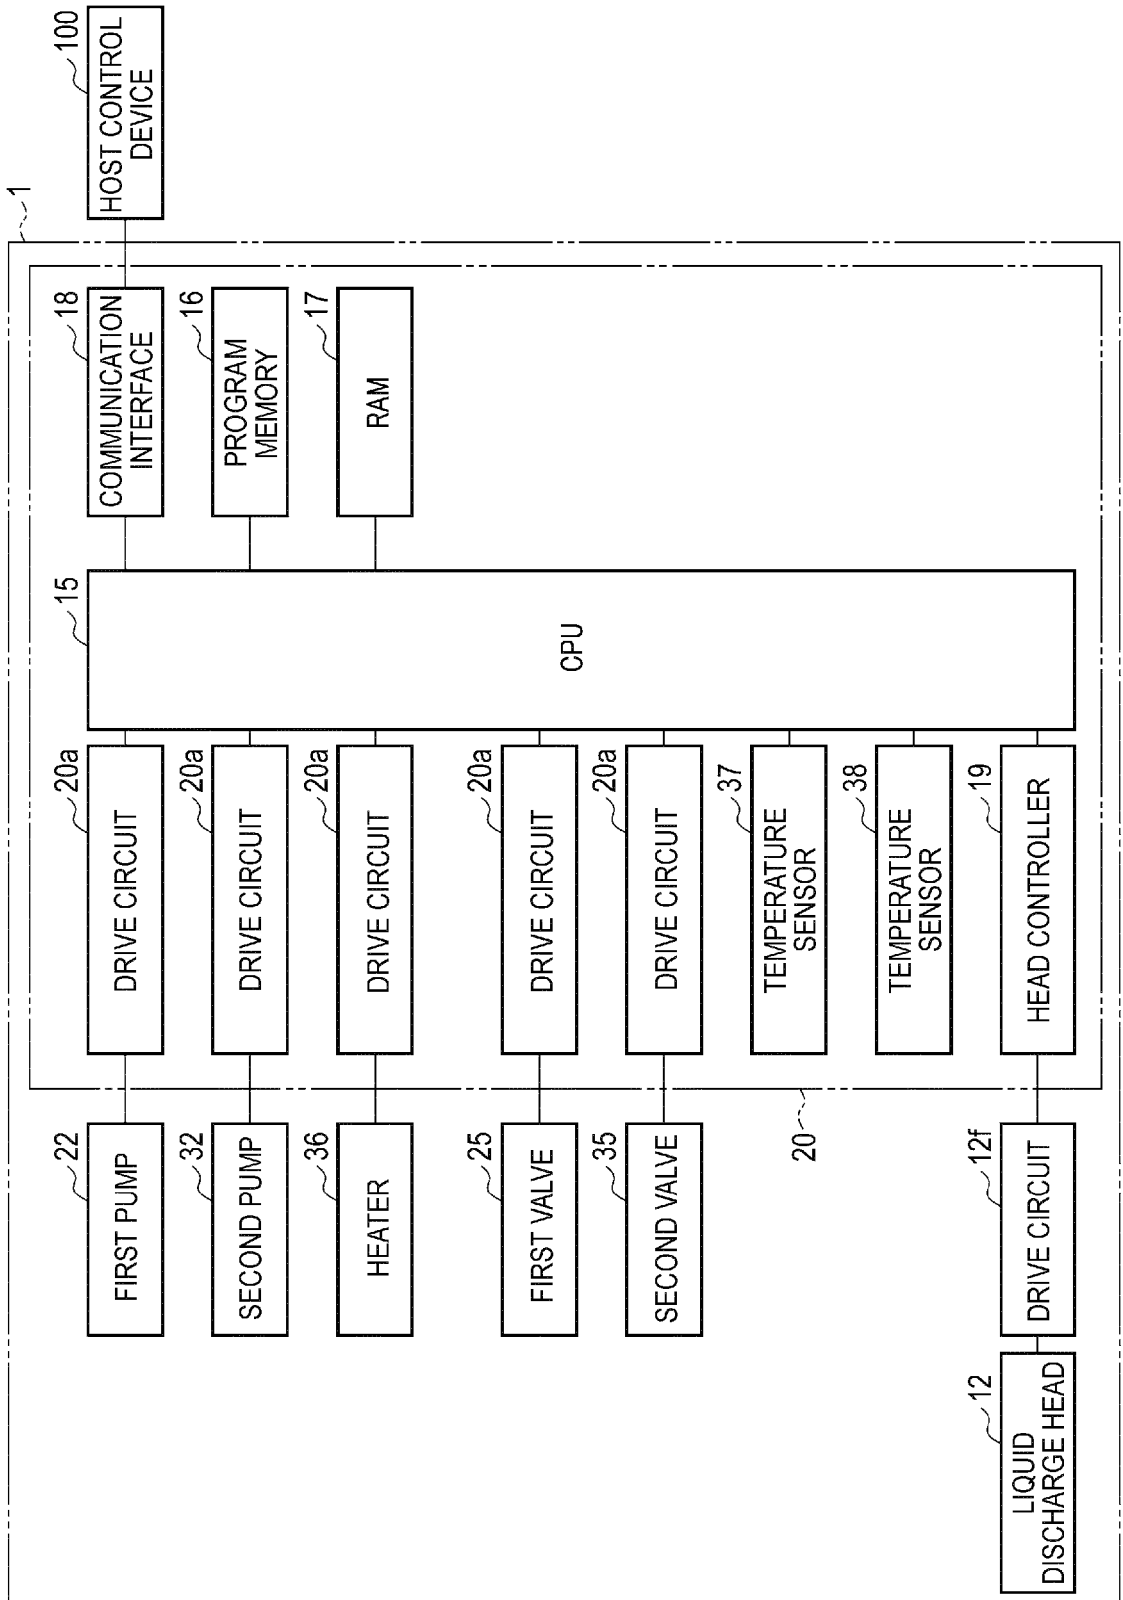 1
100
HOST CONTROL
DEVICE
18
COMMUNICATION
INTERFACE
16
PROGRAM
MEMORY
17
RAM
15
CPU
20a
DRIVE CIRCUIT
20a
DRIVE CIRCUIT
20a
DRIVE CIRCUIT
20a
DRIVE CIRCUIT
20a
DRIVE CIRCUIT
37
TEMPERATURE
SENSOR
38
TEMPERATURE
SENSOR
19
HEAD CONTROLLER
20
22
FIRST PUMP
32
SECOND PUMP
36
HEATER
25
FIRST VALVE
35
SECOND VALVE
12f
DRIVE CIRCUIT
12
LIQUID
DISCHARGE HEAD